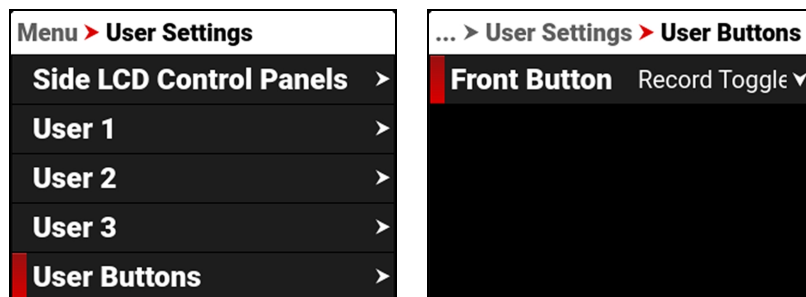 Menu > User Settings
Side LCD Control Panels >
User 1 >
User 2 >
User 3 >
User Buttons >
... > User Settings > User Buttons
Front Button Record Toggle